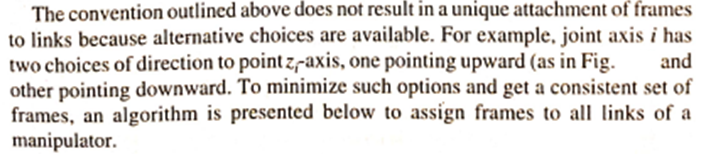 The convention outlined above does not result in a unique attachment of frames
to links because alternative choices are available. For example, joint axis i has
two choices of direction to point zᵢ-axis, one pointing upward (as in Fig. and
other pointing downward. To minimize such options and get a consistent set of
frames, an algorithm is presented below to assign frames to all links of a
manipulator.